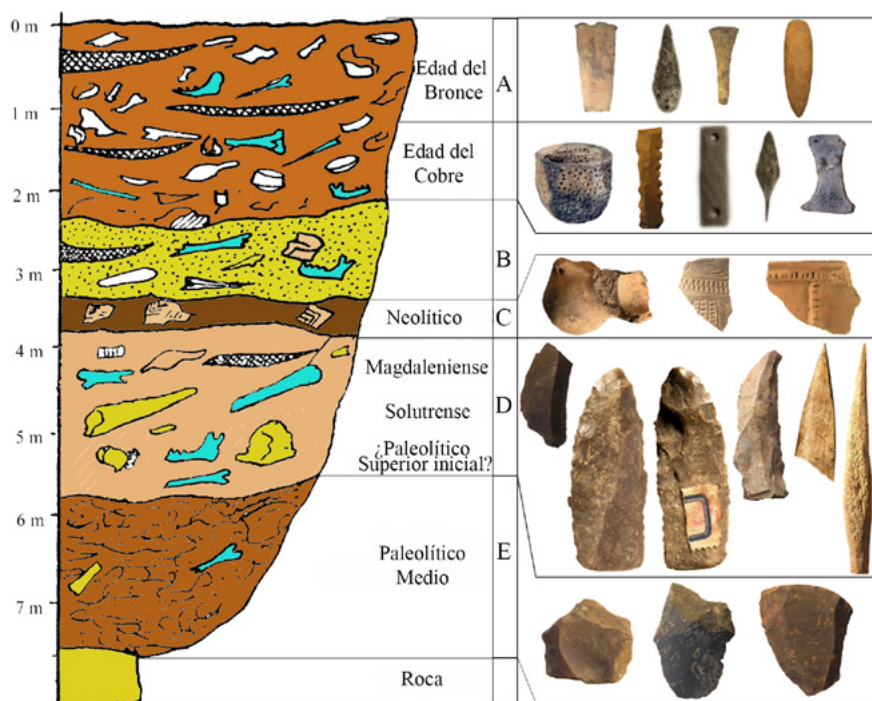 0 m
1 m
2 m
3 m
4 m
5 m
6 m
7 m
Edad del
Bronce
Edad del
Cobre
Neolítico
Magdaleniense
Solutrense
¿Paleolítico
Superior inicial?
Paleolítico
Medio
Roca
A
B
C
D
E